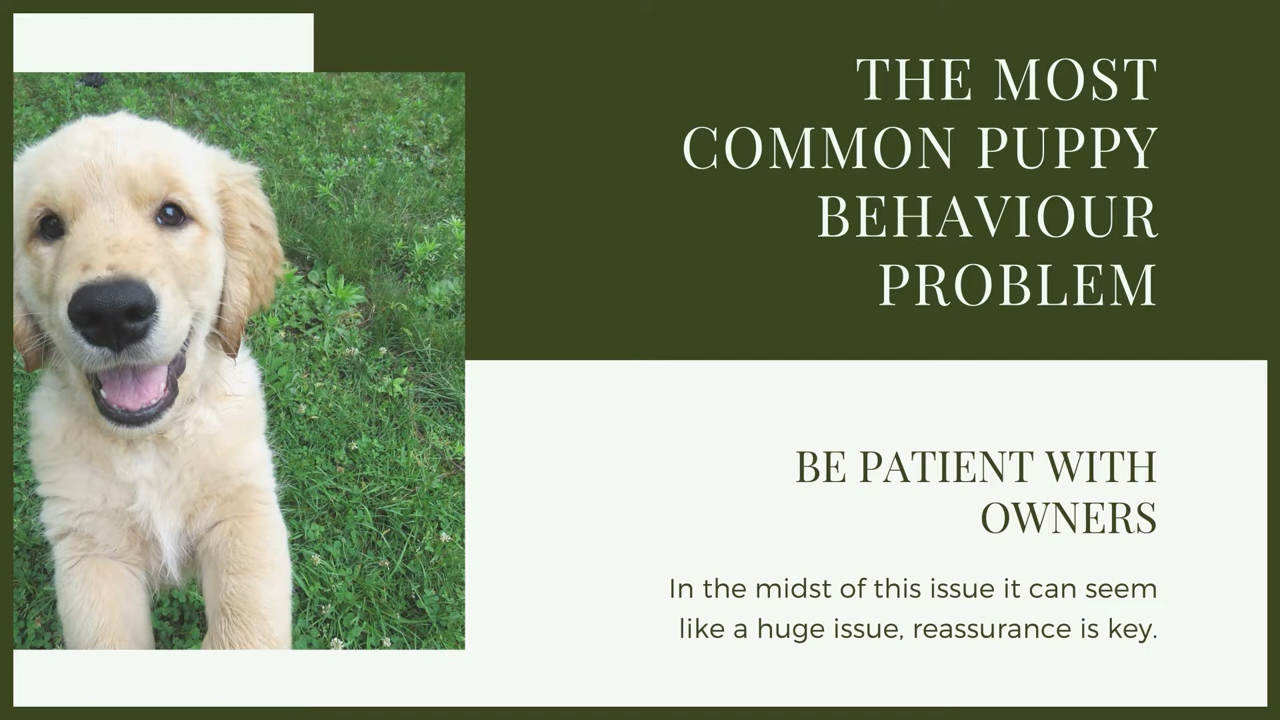 THE MOST
COMMON PUPPY
BEHAVIOUR
PROBLEM
BE PATIENT WITH
OWNERS
In the midst of this issue it can seem
like a huge issue, reassurance is key.